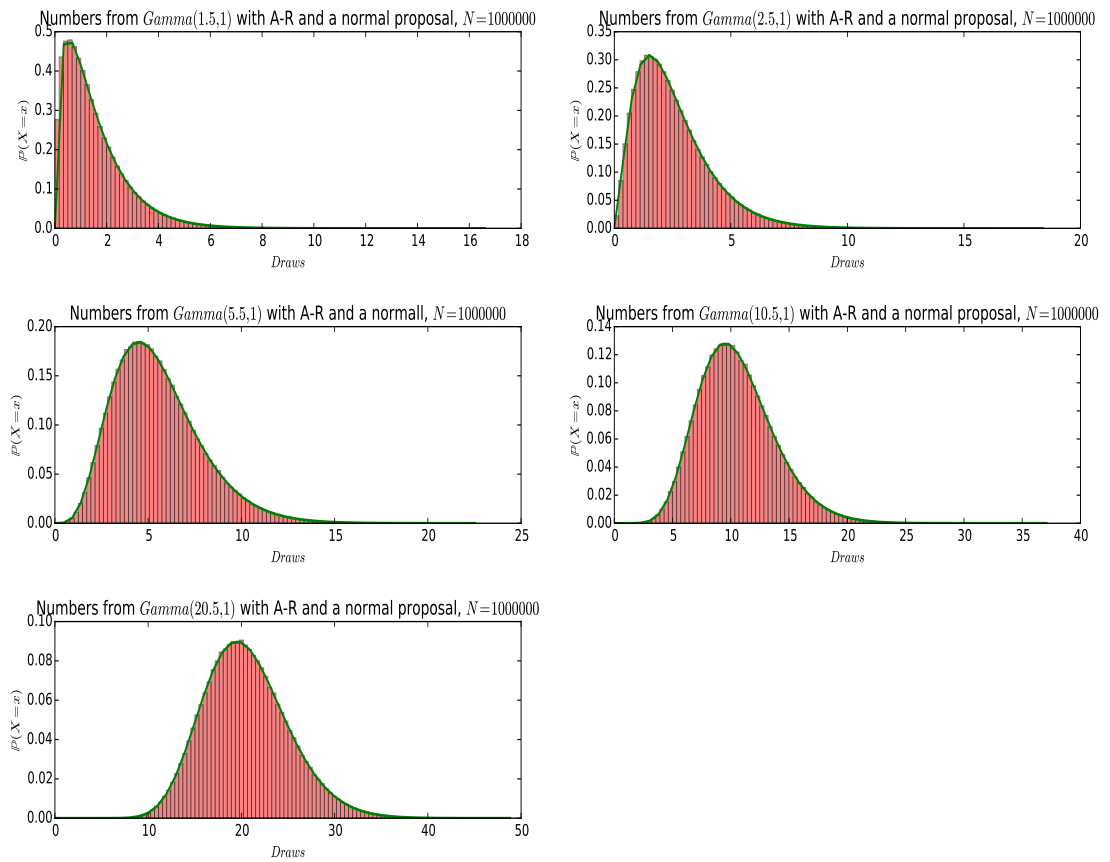 Numbers from Gamma(1.5,1) with A-R and a normal proposal, N=1000000
0.5
0.4
0.3
0.2
0.1
0.0
ℙ(X=x)
0 2 4 6 8 10 12 14 16 18
Draws
Numbers from Gamma(2.5,1) with A-R and a normal proposal, N=1000000
0.35
0.30
0.25
0.20
0.15
0.10
0.05
0.00
ℙ(X=x)
0 5 10 15 20
Draws
Numbers from Gamma(5.5,1) with A-R and a normall, N=1000000
0.20
0.15
0.10
0.05
0.00
ℙ(X=x)
0 5 10 15 20 25
Draws
Numbers from Gamma(10.5,1) with A-R and a normal proposal, N=1000000
0.14
0.12
0.10
0.08
0.06
0.04
0.02
0.00
ℙ(X=x)
0 5 10 15 20 25 30 35 40
Draws
Numbers from Gamma(20.5,1) with A-R and a normal proposal, N=1000000
0.10
0.08
0.06
0.04
0.02
0.00
ℙ(X=x)
0 10 20 30 40 50
Draws